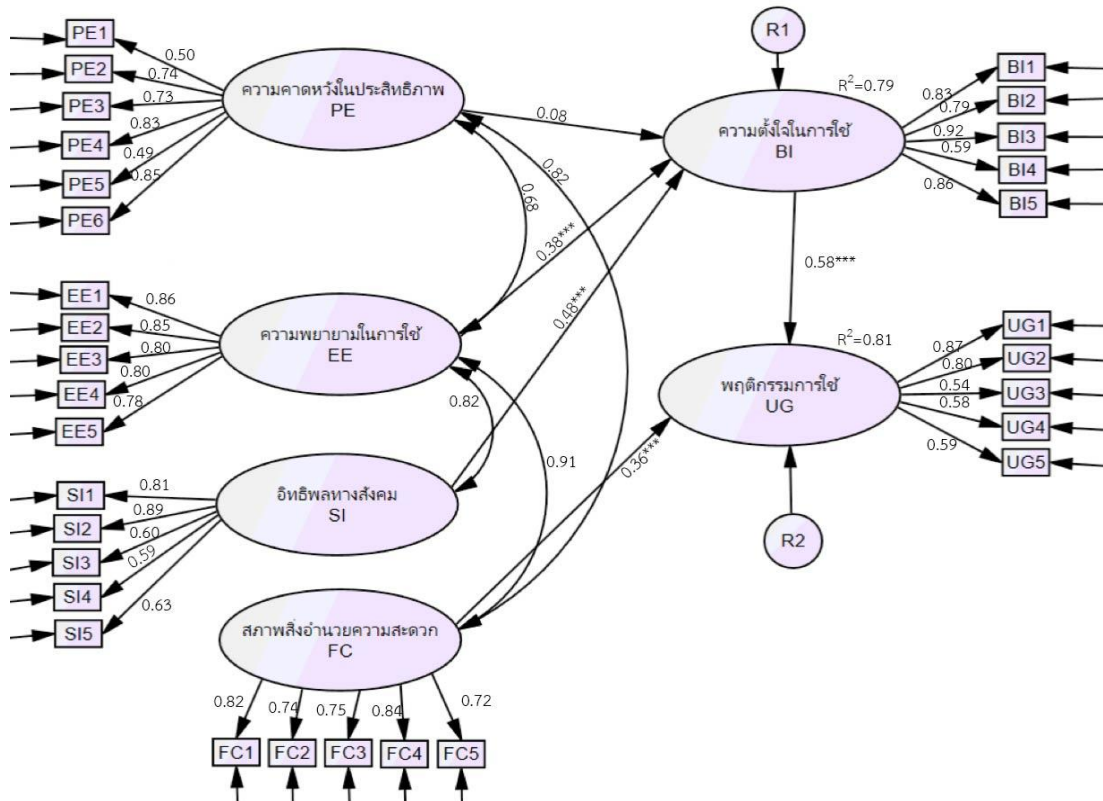 R1
PE1
0.50
PE2
0.74
PE3
0.73
PE4
0.83
PE5
0.49
PE6
0.85
ความคาดหวังในประสิทธิภาพ
PE
0.08
0.82
0.68
0.38***
0.48***
R²=0.79
ความตั้งใจในการใช้
BI
0.83
BI1
0.79
BI2
0.92
BI3
0.59
BI4
0.86
BI5
0.58***
EE1
0.86
EE2
0.85
EE3
0.80
EE4
0.80
EE5
0.78
ความพยายามในการใช้
EE
0.82
0.91
R²=0.81
พฤติกรรมการใช้
UG
0.87
UG1
0.80
UG2
0.54
UG3
0.58
UG4
0.59
UG5
0.36***
R2
SI1
0.81
SI2
0.89
SI3
0.60
SI4
0.59
SI5
0.63
อิทธิพลทางสังคม
SI
สภาพสิ่งอำนวยความสะดวก
FC
0.82
0.74
0.75
0.84
0.72
FC1
FC2
FC3
FC4
FC5